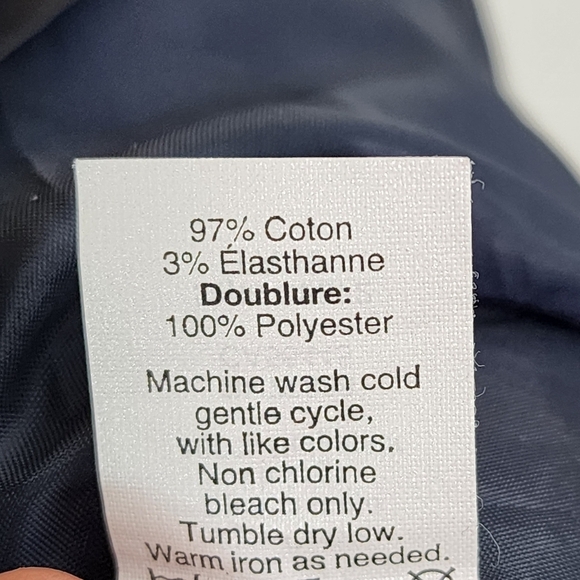 97% Coton
3% Élasthanne
Doublure:
100% Polyester
Machine wash cold
gentle cycle,
with like colors.
Non chlorine
bleach only.
Tumble dry low.
Warm iron as needed.